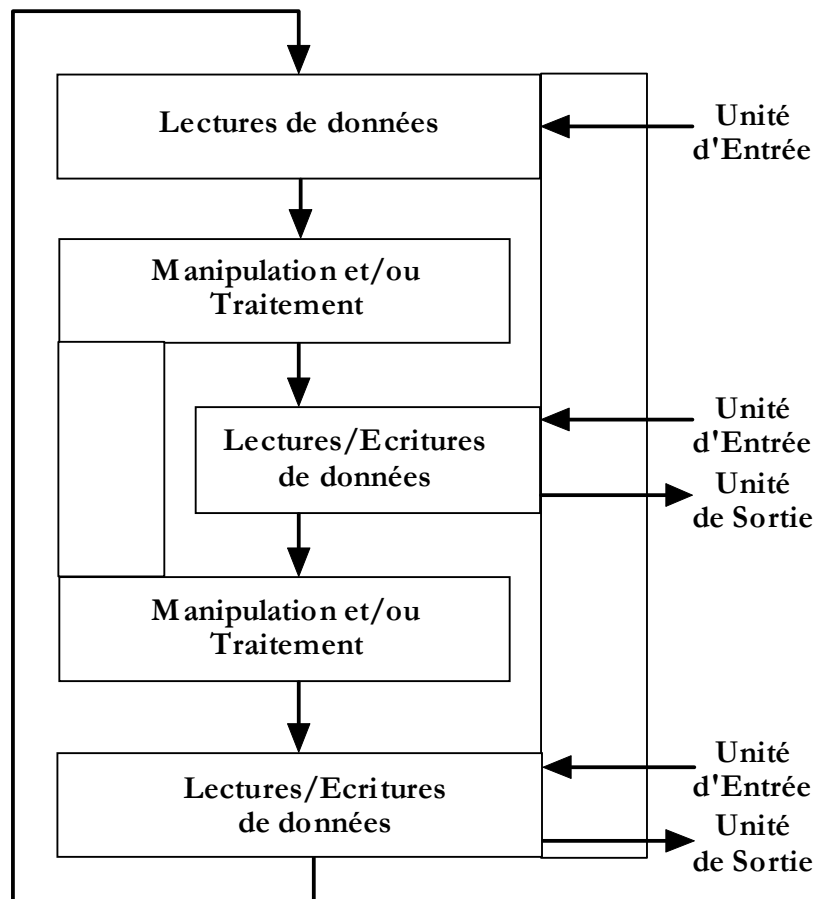 Lectures de données
Unité
d'Entrée
Manipulation et/ou
Traitement
Lectures/Ecritures
de données
Unité
d'Entrée
Unité
de Sortie
Manipulation et/ou
Traitement
Lectures/Ecritures
de données
Unité
d'Entrée
Unité
de Sortie